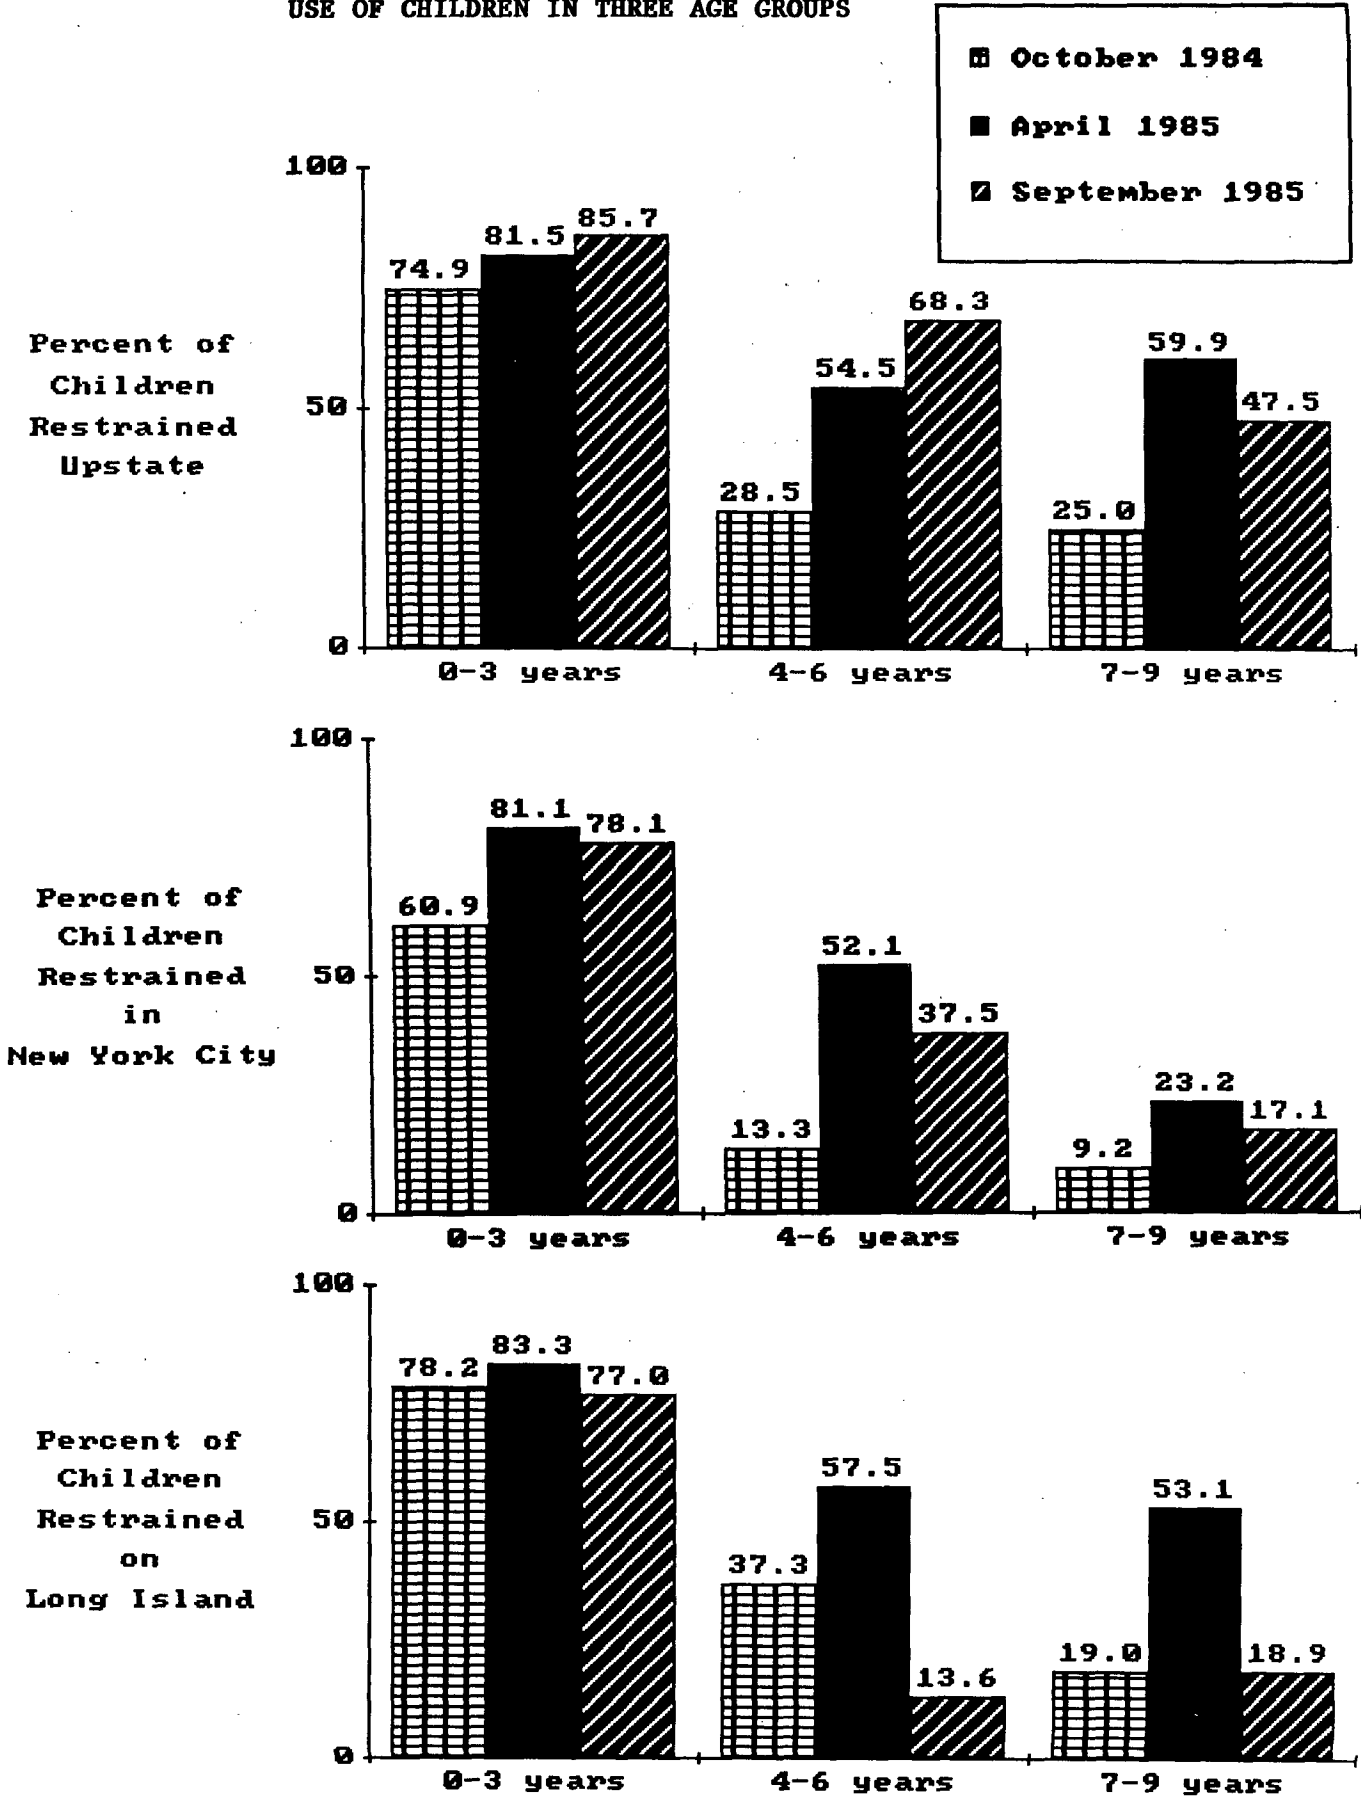 USE OF CHILDREN IN THREE AGE GROUPS
October 1984
April 1985
September 1985
Percent of
Children
Restrained
Upstate
100
50
0
74.9
81.5
85.7
28.5
54.5
68.3
25.0
59.9
47.5
0-3 years
4-6 years
7-9 years
Percent of
Children
Restrained
in
New York City
100
50
0
60.9
81.1
78.1
13.3
52.1
37.5
9.2
23.2
17.1
0-3 years
4-6 years
7-9 years
Percent of
Children
Restrained
on
Long Island
100
50
0
78.2
83.3
77.0
37.3
57.5
13.6
19.0
53.1
18.9
0-3 years
4-6 years
7-9 years